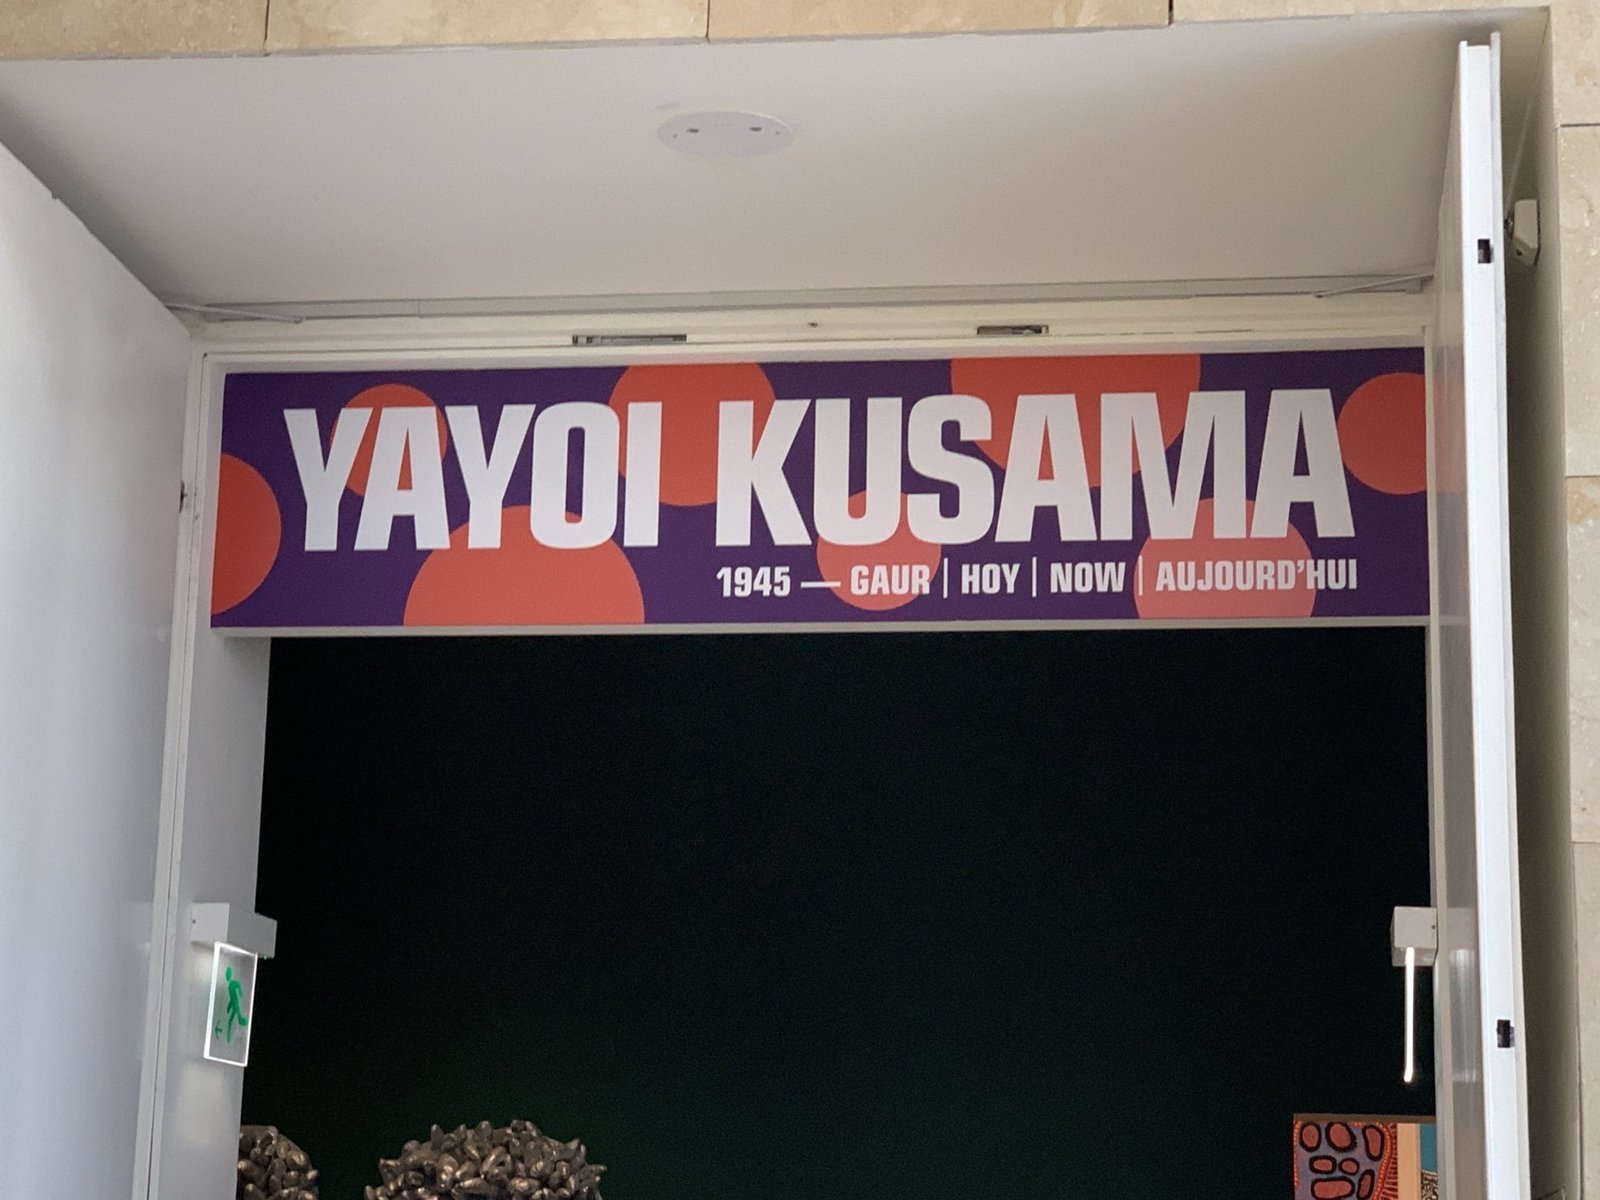 YAYOI KUSAMA
1945 — GAUR | HOY | NOW | AUJOURD'HUI